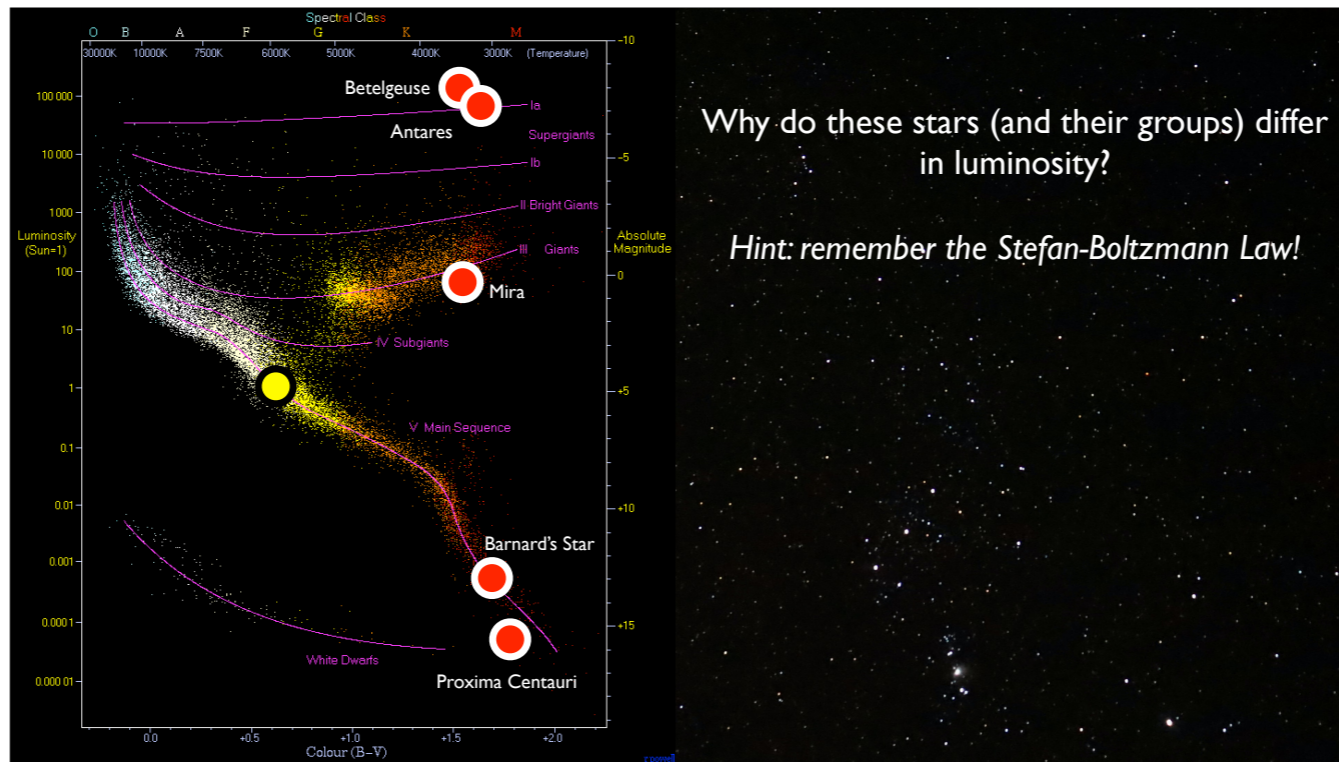 Spectral Class
O B A F G K M
30000K 10000K 7500K 6000K 5000K 4000K 3000K (Temperature)
-10
Betelgeuse
100 000
Ia
Antares
Supergiants
10 000
-5
Ib
1000
II Bright Giants
Luminosity
(Sun=1)
Absolute
Magnitude
III Giants
100
0
Mira
10
IV Subgiants
1
+5
V Main Sequence
0.1
0.01
+10
Barnard's Star
0.001
0.0001
+15
White Dwarfs
Proxima Centauri
0.000 01
0.0 +0.5 +1.0 +1.5 +2.0
Colour (B-V)
r powell
Why do these stars (and their groups) differ
in luminosity?
Hint: remember the Stefan-Boltzmann Law!